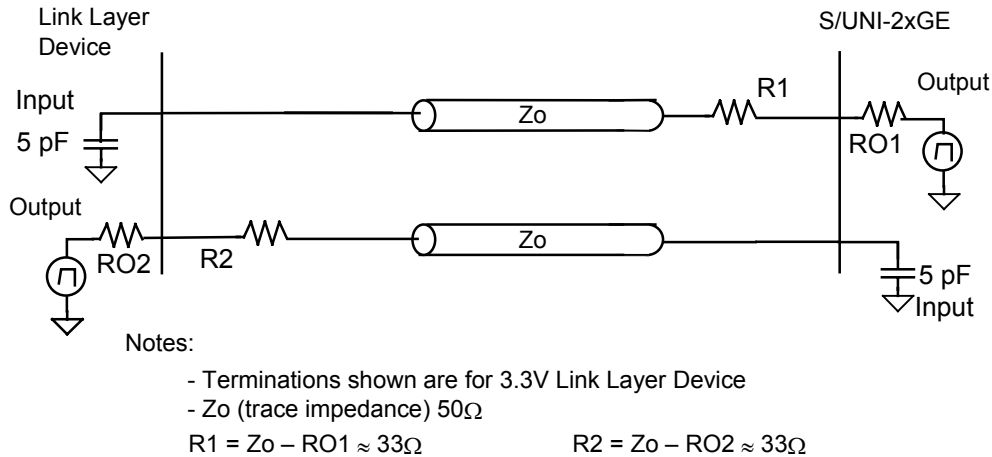 Link Layer
Device
S/UNI-2xGE
Input
5 pF
Zo
R1
Output
RO1
Output
RO2
R2
Zo
5 pF
Input
Notes:
- Terminations shown are for 3.3V Link Layer Device
- Zo (trace impedance) 50Ω
R1 = Zo – RO1 ≈ 33Ω
R2 = Zo – RO2 ≈ 33Ω